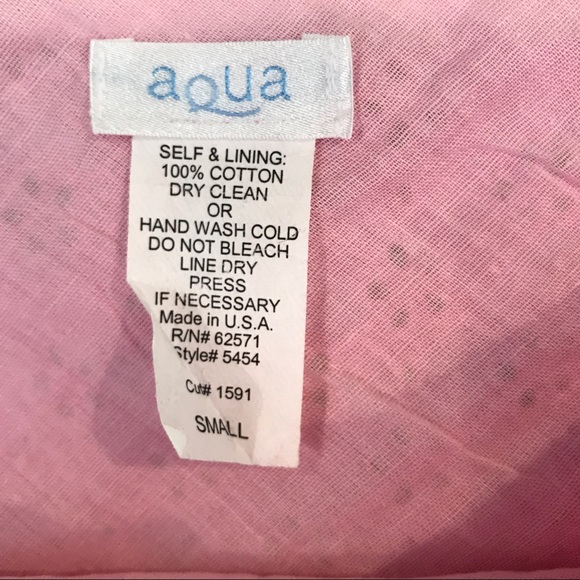 aQua
SELF & LINING:
100% COTTON
DRY CLEAN
OR
HAND WASH COLD
DO NOT BLEACH
LINE DRY
PRESS
IF NECESSARY
Made in U.S.A.
R/N# 62571
Style# 5454
Cut# 1591
SMALL